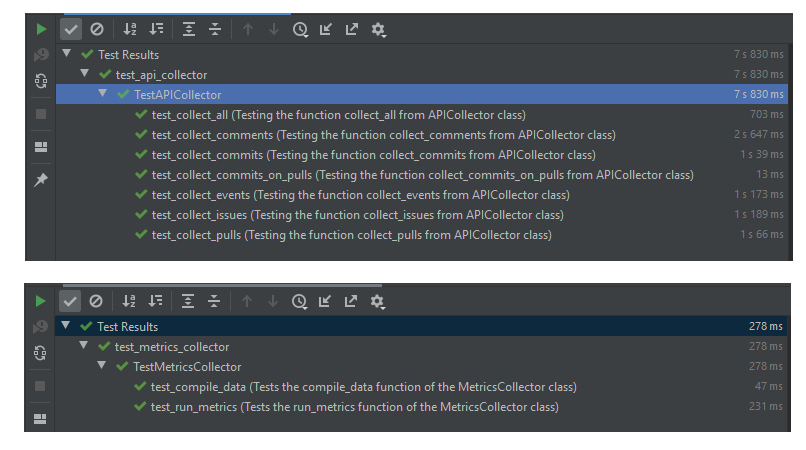 Test Results 7 s 830 ms
test_api_collector 7 s 830 ms
TestAPICollector 7 s 830 ms
test_collect_all (Testing the function collect_all from APICollector class) 703 ms
test_collect_comments (Testing the function collect_comments from APICollector class) 2 s 647 ms
test_collect_commits (Testing the function collect_commits from APICollector class) 1 s 39 ms
test_collect_commits_on_pulls (Testing the function collect_commits_on_pulls from APICollector class) 13 ms
test_collect_events (Testing the function collect_events from APICollector class) 1 s 173 ms
test_collect_issues (Testing the function collect_issues from APICollector class) 1 s 189 ms
test_collect_pulls (Testing the function collect_pulls from APICollector class) 1 s 66 ms
Test Results 278 ms
test_metrics_collector 278 ms
TestMetricsCollector 278 ms
test_compile_data (Tests the compile_data function of the MetricsCollector class) 47 ms
test_run_metrics (Tests the run_metrics function of the MetricsCollector class) 231 ms